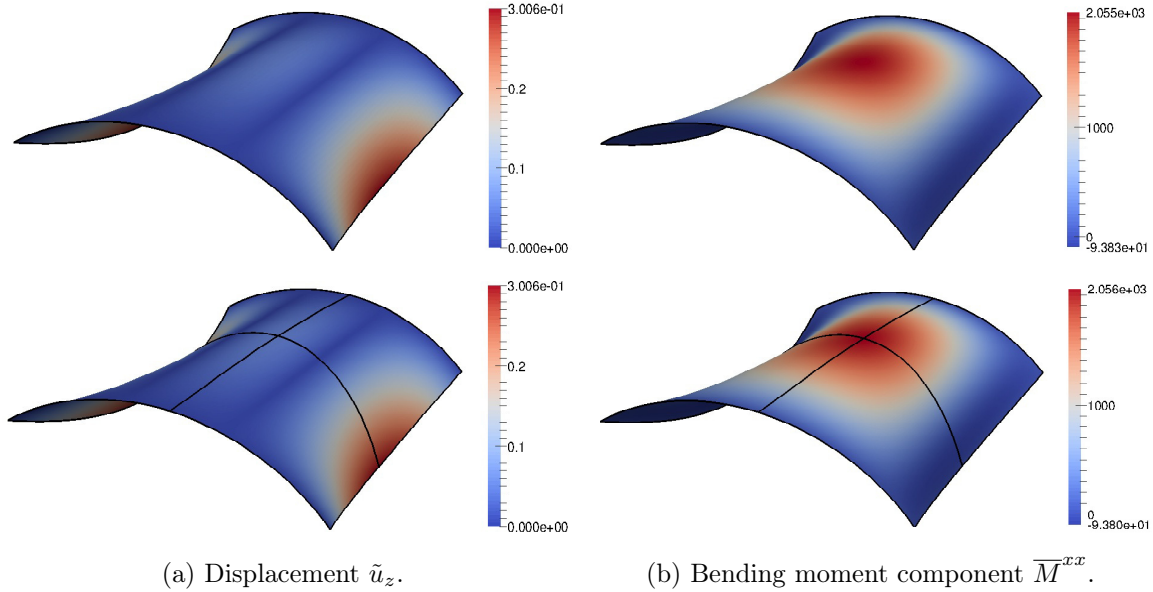 3.006e-01
0.2
0.1
0.000e+00
2.055e+03
1000
0
-9.383e+01
3.006e-01
0.2
0.1
0.000e+00
2.056e+03
1000
0
-9.380e+01
(a) Displacement ũ_z.
(b) Bending moment component M̅^{xx}.